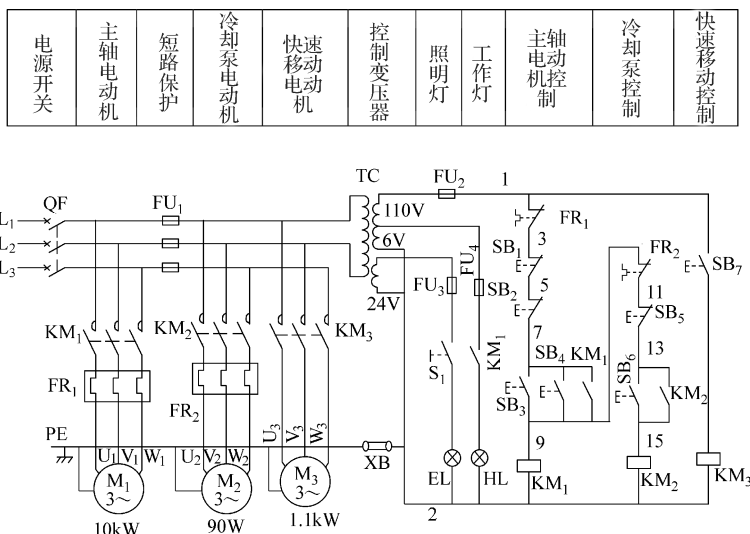 电源开关
主轴电动机
短路保护
冷却泵电动机
快速移动电动机
控制变压器
照明灯
工作灯
主轴电动机控制
冷却泵控制
快速移动控制
TC
FU₂
1
QF
FU₁
L₁
L₂
L₃
110V
6V
24V
FU₄
FU₃
SB₂
FR₁
3
SB₁
5
7
FR₂
SB₇
11
SB₅
13
KM₁
KM₂
KM₃
S₁
KM₁
SB₄
KM₁
SB₃
SB₆
KM₂
FR₁
FR₂
PE
U₁
V₁
W₁
U₂
V₂
W₂
U₃
V₃
W₃
XB
9
15
M₁
3~
M₂
3~
M₃
3~
EL
HL
KM₁
KM₂
KM₃
10kW
90W
1.1kW
2